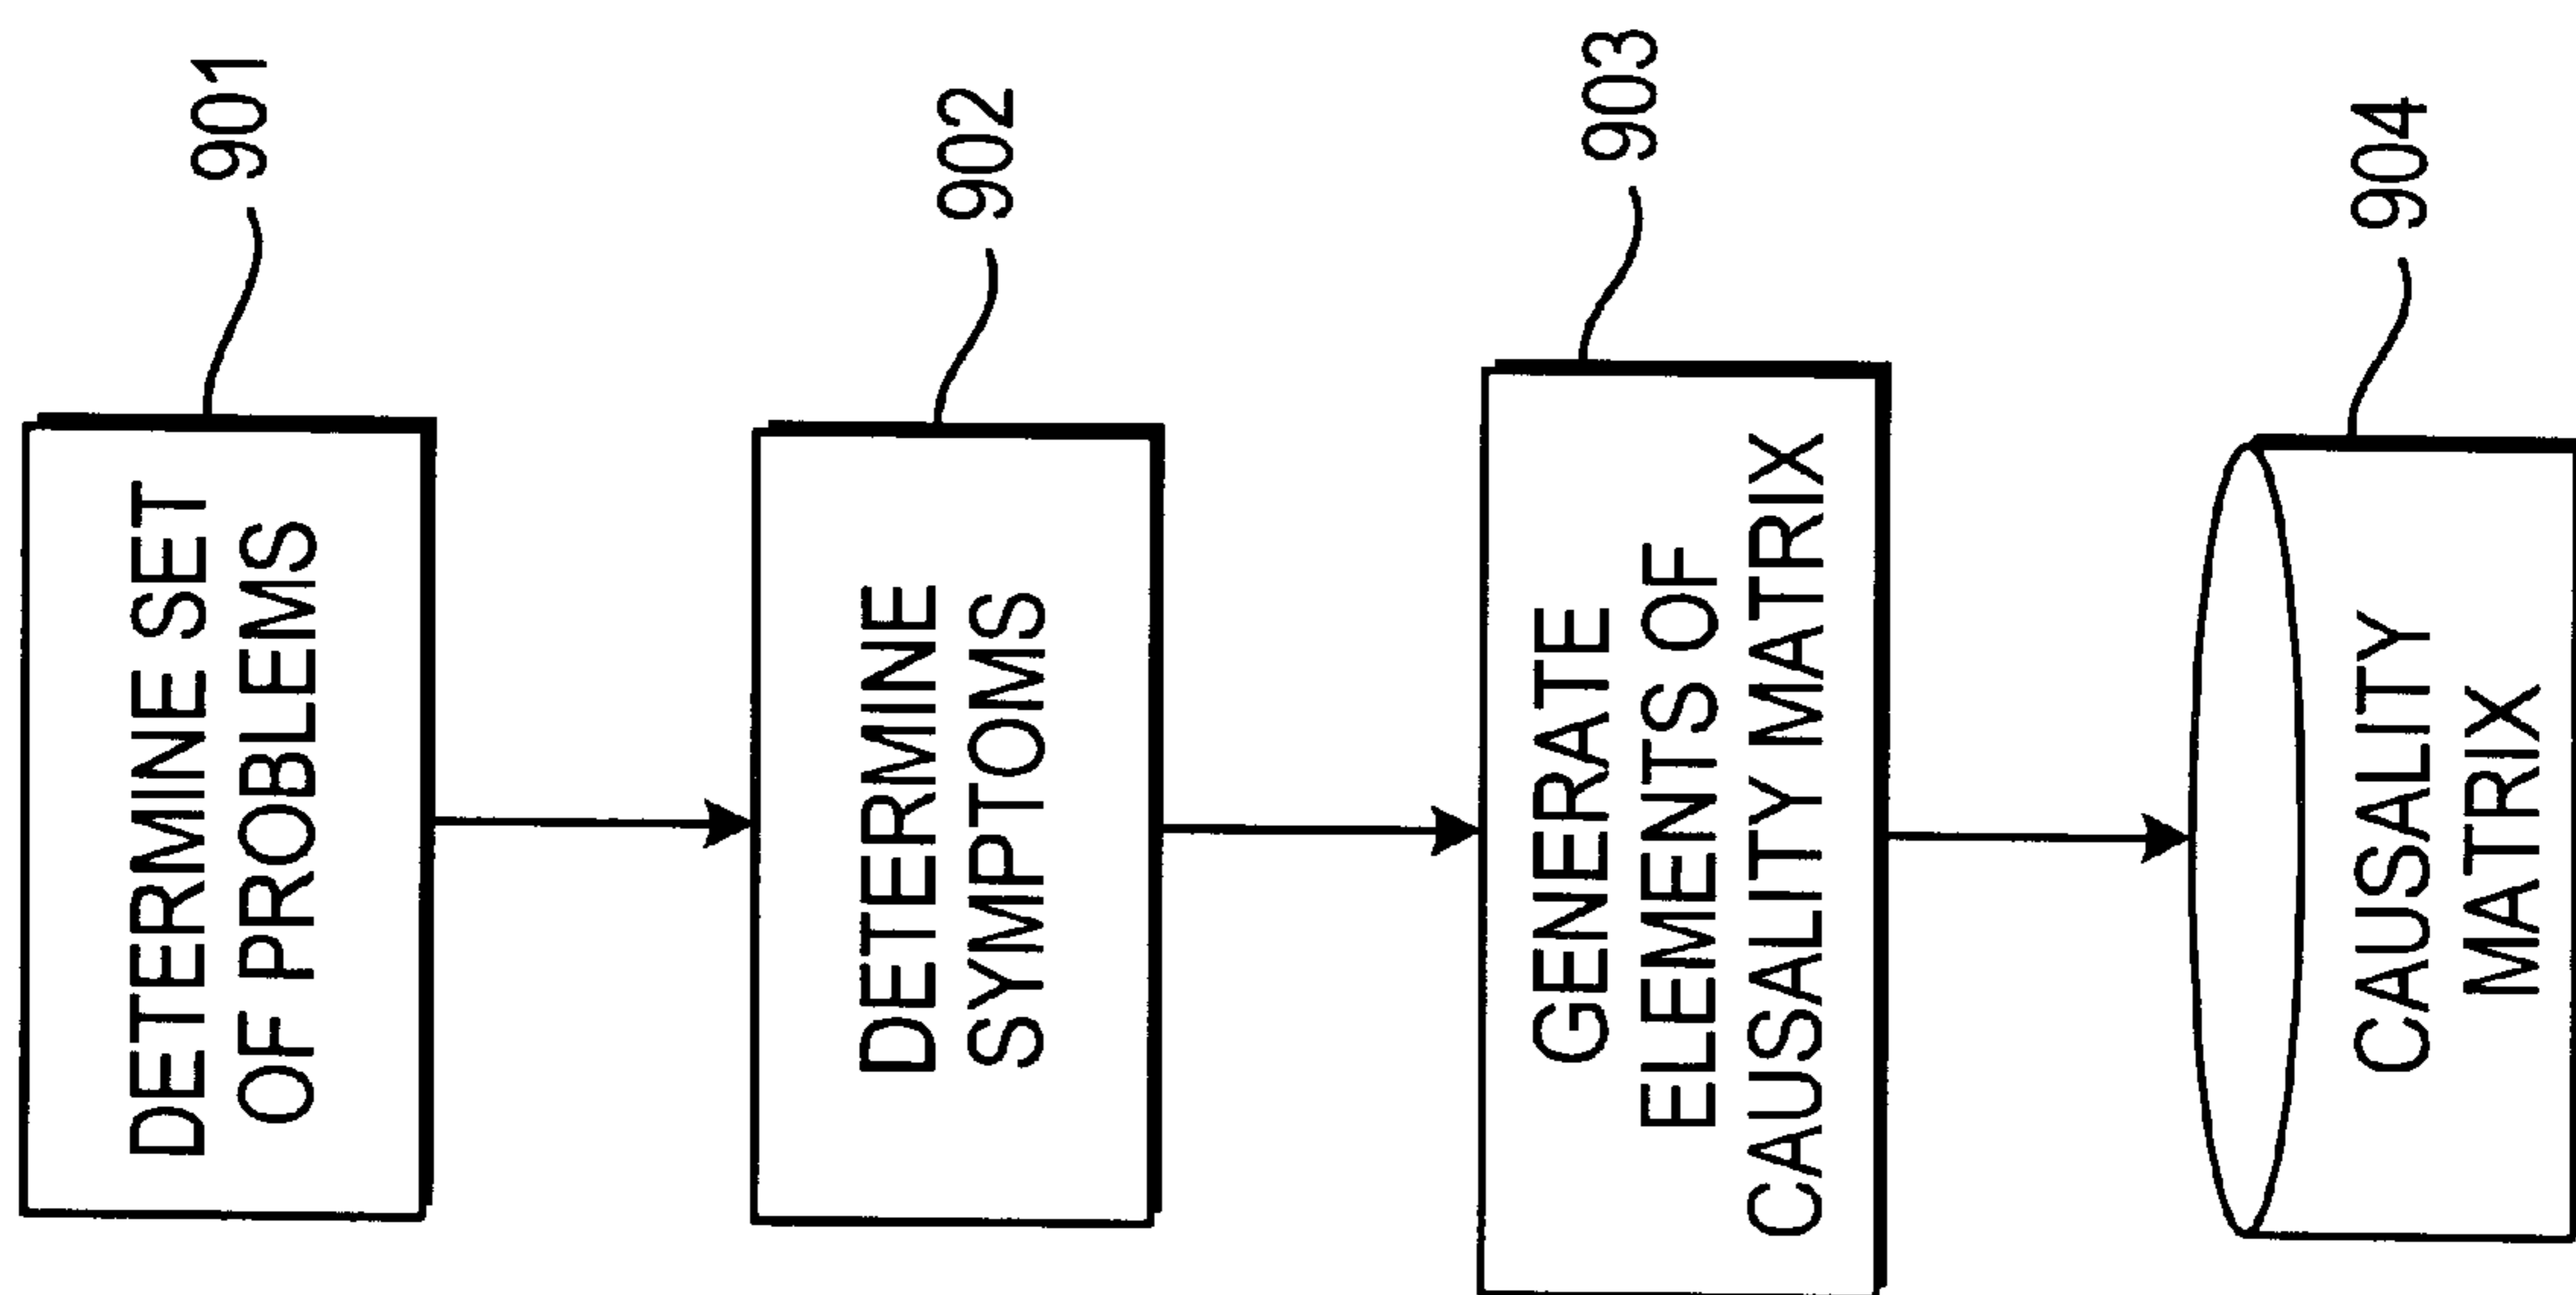 DETERMINE SET
OF PROBLEMS
901
DETERMINE
SYMPTOMS
902
GENERATE
ELEMENTS OF
CAUSALITY MATRIX
903
CAUSALITY
MATRIX
904